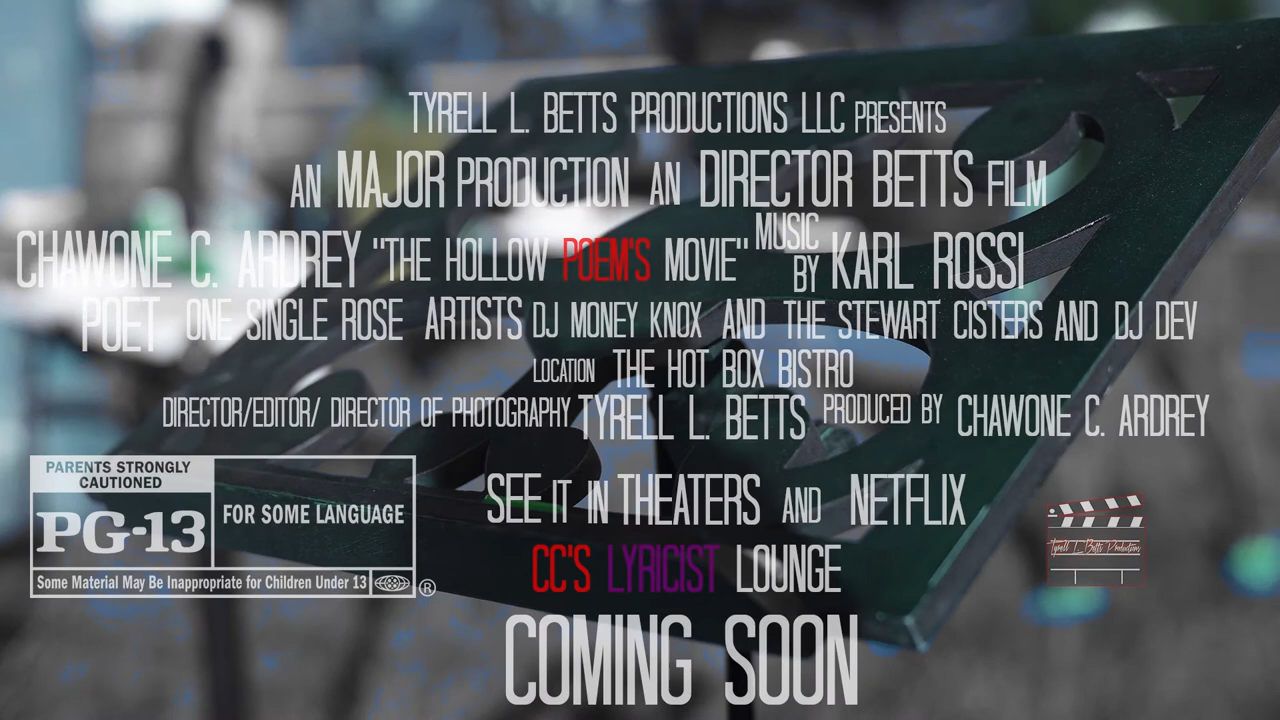 TYRELL L. BETTS PRODUCTIONS LLC PRESENTS
AN MAJOR PRODUCTION AN DIRECTOR BETTS FILM
CHAWONE C. ARDREY "THE HOLLOW POEM'S MOVIE" MUSIC BY KARL ROSSI
POET ONE SINGLE ROSE ARTISTS DJ MONEY KNOX AND THE STEWART CISTERS AND DJ DEV
LOCATION THE HOT BOX BISTRO
DIRECTOR/EDITOR/ DIRECTOR OF PHOTOGRAPHY TYRELL L. BETTS PRODUCED BY CHAWONE C. ARDREY
PARENTS STRONGLY
CAUTIONED
PG-13
FOR SOME LANGUAGE
Some Material May Be Inappropriate for Children Under 13
®
SEE IT IN THEATERS AND NETFLIX
CC'S LYRICIST LOUNGE
COMING SOON
Tyrell L. Betts Production